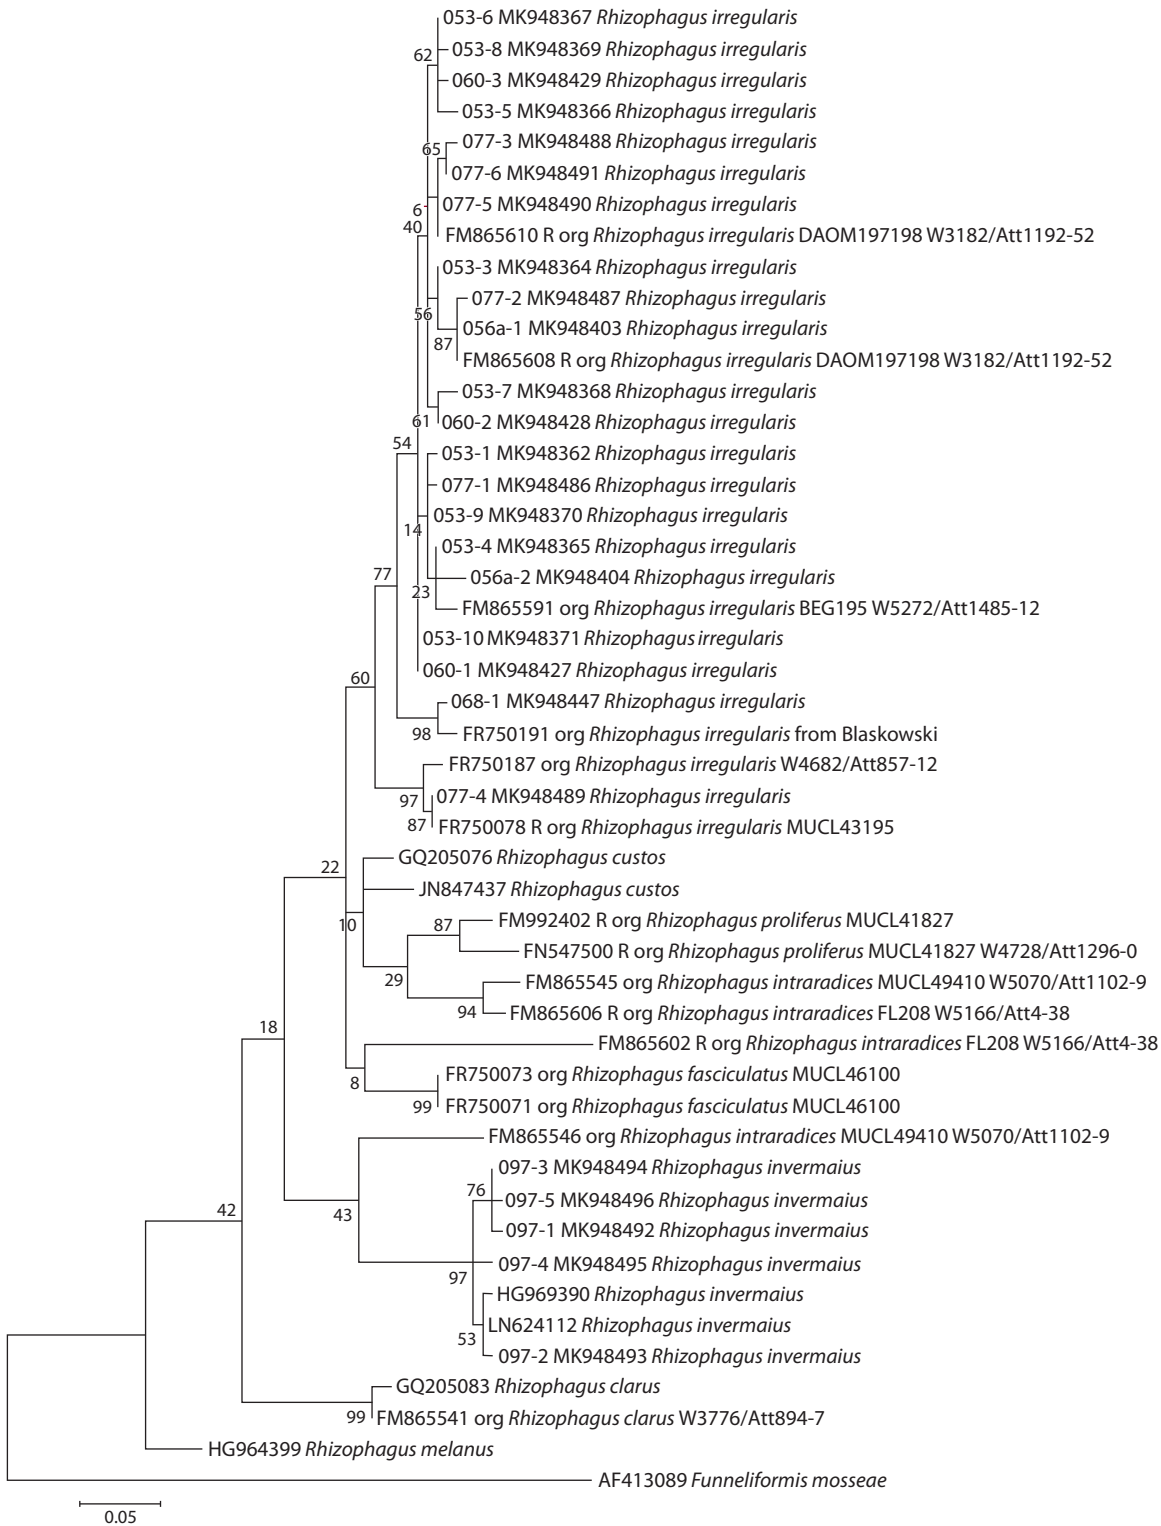 053-6 MK948367 Rhizophagus irregularis
62
053-8 MK948369 Rhizophagus irregularis
060-3 MK948429 Rhizophagus irregularis
053-5 MK948366 Rhizophagus irregularis
077-3 MK948488 Rhizophagus irregularis
65
077-6 MK948491 Rhizophagus irregularis
077-5 MK948490 Rhizophagus irregularis
6
40
FM865610 R org Rhizophagus irregularis DAOM197198 W3182/Att1192-52
053-3 MK948364 Rhizophagus irregularis
077-2 MK948487 Rhizophagus irregularis
56
056a-1 MK948403 Rhizophagus irregularis
87
FM865608 R org Rhizophagus irregularis DAOM197198 W3182/Att1192-52
053-7 MK948368 Rhizophagus irregularis
61
060-2 MK948428 Rhizophagus irregularis
54
053-1 MK948362 Rhizophagus irregularis
077-1 MK948486 Rhizophagus irregularis
053-9 MK948370 Rhizophagus irregularis
14
053-4 MK948365 Rhizophagus irregularis
77
056a-2 MK948404 Rhizophagus irregularis
23
FM865591 org Rhizophagus irregularis BEG195 W5272/Att1485-12
053-10 MK948371 Rhizophagus irregularis
060-1 MK948427 Rhizophagus irregularis
60
068-1 MK948447 Rhizophagus irregularis
98
FR750191 org Rhizophagus irregularis from Blaskowski
FR750187 org Rhizophagus irregularis W4682/Att857-12
97
077-4 MK948489 Rhizophagus irregularis
87
FR750078 R org Rhizophagus irregularis MUCL43195
GQ205076 Rhizophagus custos
22
JN847437 Rhizophagus custos
10
87
FM992402 R org Rhizophagus proliferus MUCL41827
FN547500 R org Rhizophagus proliferus MUCL41827 W4728/Att1296-0
29
FM865545 org Rhizophagus intraradices MUCL49410 W5070/Att1102-9
94
FM865606 R org Rhizophagus intraradices FL208 W5166/Att4-38
18
FM865602 R org Rhizophagus intraradices FL208 W5166/Att4-38
8
FR750073 org Rhizophagus fasciculatus MUCL46100
99
FR750071 org Rhizophagus fasciculatus MUCL46100
FM865546 org Rhizophagus intraradices MUCL49410 W5070/Att1102-9
097-3 MK948494 Rhizophagus invermaius
76
097-5 MK948496 Rhizophagus invermaius
42
43
097-1 MK948492 Rhizophagus invermaius
097-4 MK948495 Rhizophagus invermaius
97
HG969390 Rhizophagus invermaius
LN624112 Rhizophagus invermaius
53
097-2 MK948493 Rhizophagus invermaius
GQ205083 Rhizophagus clarus
99
FM865541 org Rhizophagus clarus W3776/Att894-7
HG964399 Rhizophagus melanus
AF413089 Funneliformis mosseae
0.05